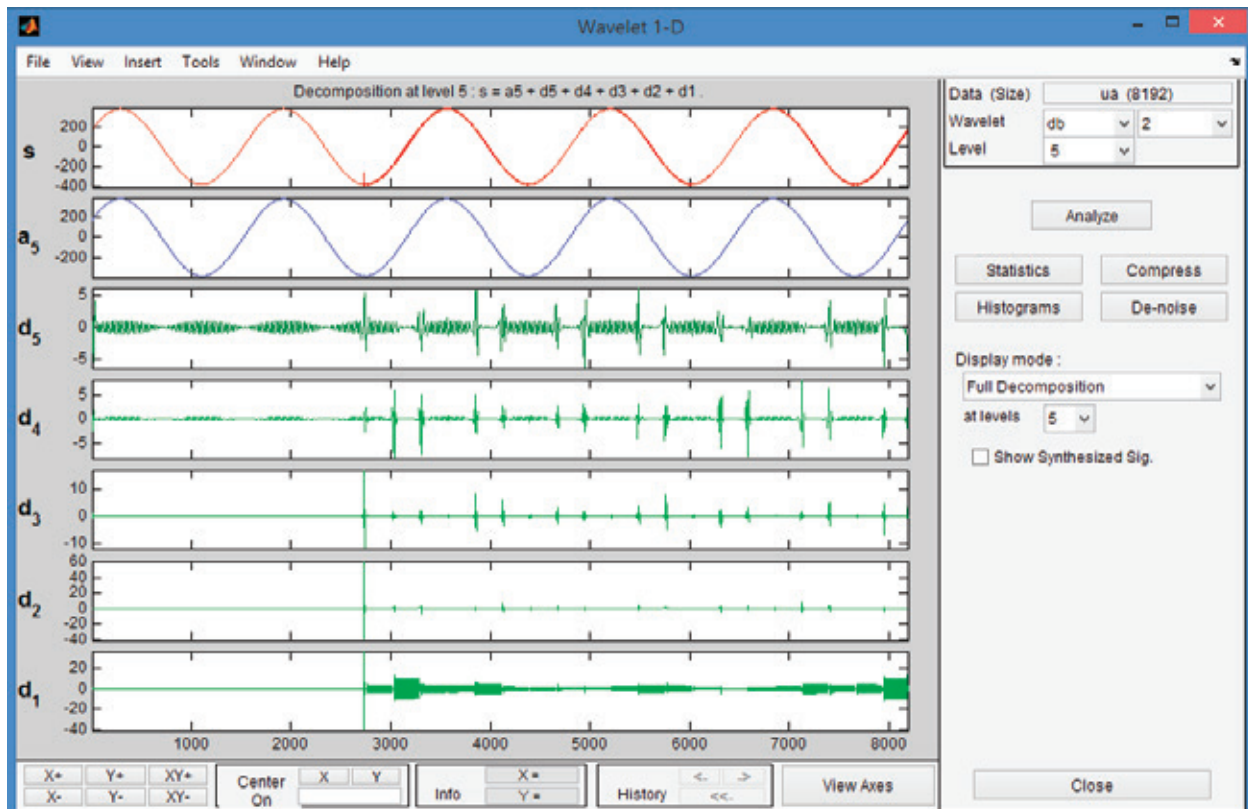 Wavelet 1-D
File View Insert Tools Window Help
Decomposition at level 5 : s = a5 + d5 + d4 + d3 + d2 + d1 .
s
200
0
-200
-400
a5
200
0
-200
d5
5
0
-5
d4
5
0
-5
d3
10
0
-10
d2
60
40
20
0
-20
-40
d1
20
0
-20
-40
1000 2000 3000 4000 5000 6000 7000 8000
Data (Size) ua (8192)
Wavelet db 2
Level 5
Analyze
Statistics Compress
Histograms De-noise
Display mode :
Full Decomposition
at levels 5
Show Synthesized Sig.
X+ Y+ XY+
X- Y- XY-
Center On X Y
Info X = Y =
History <- -> <<-
View Axes
Close